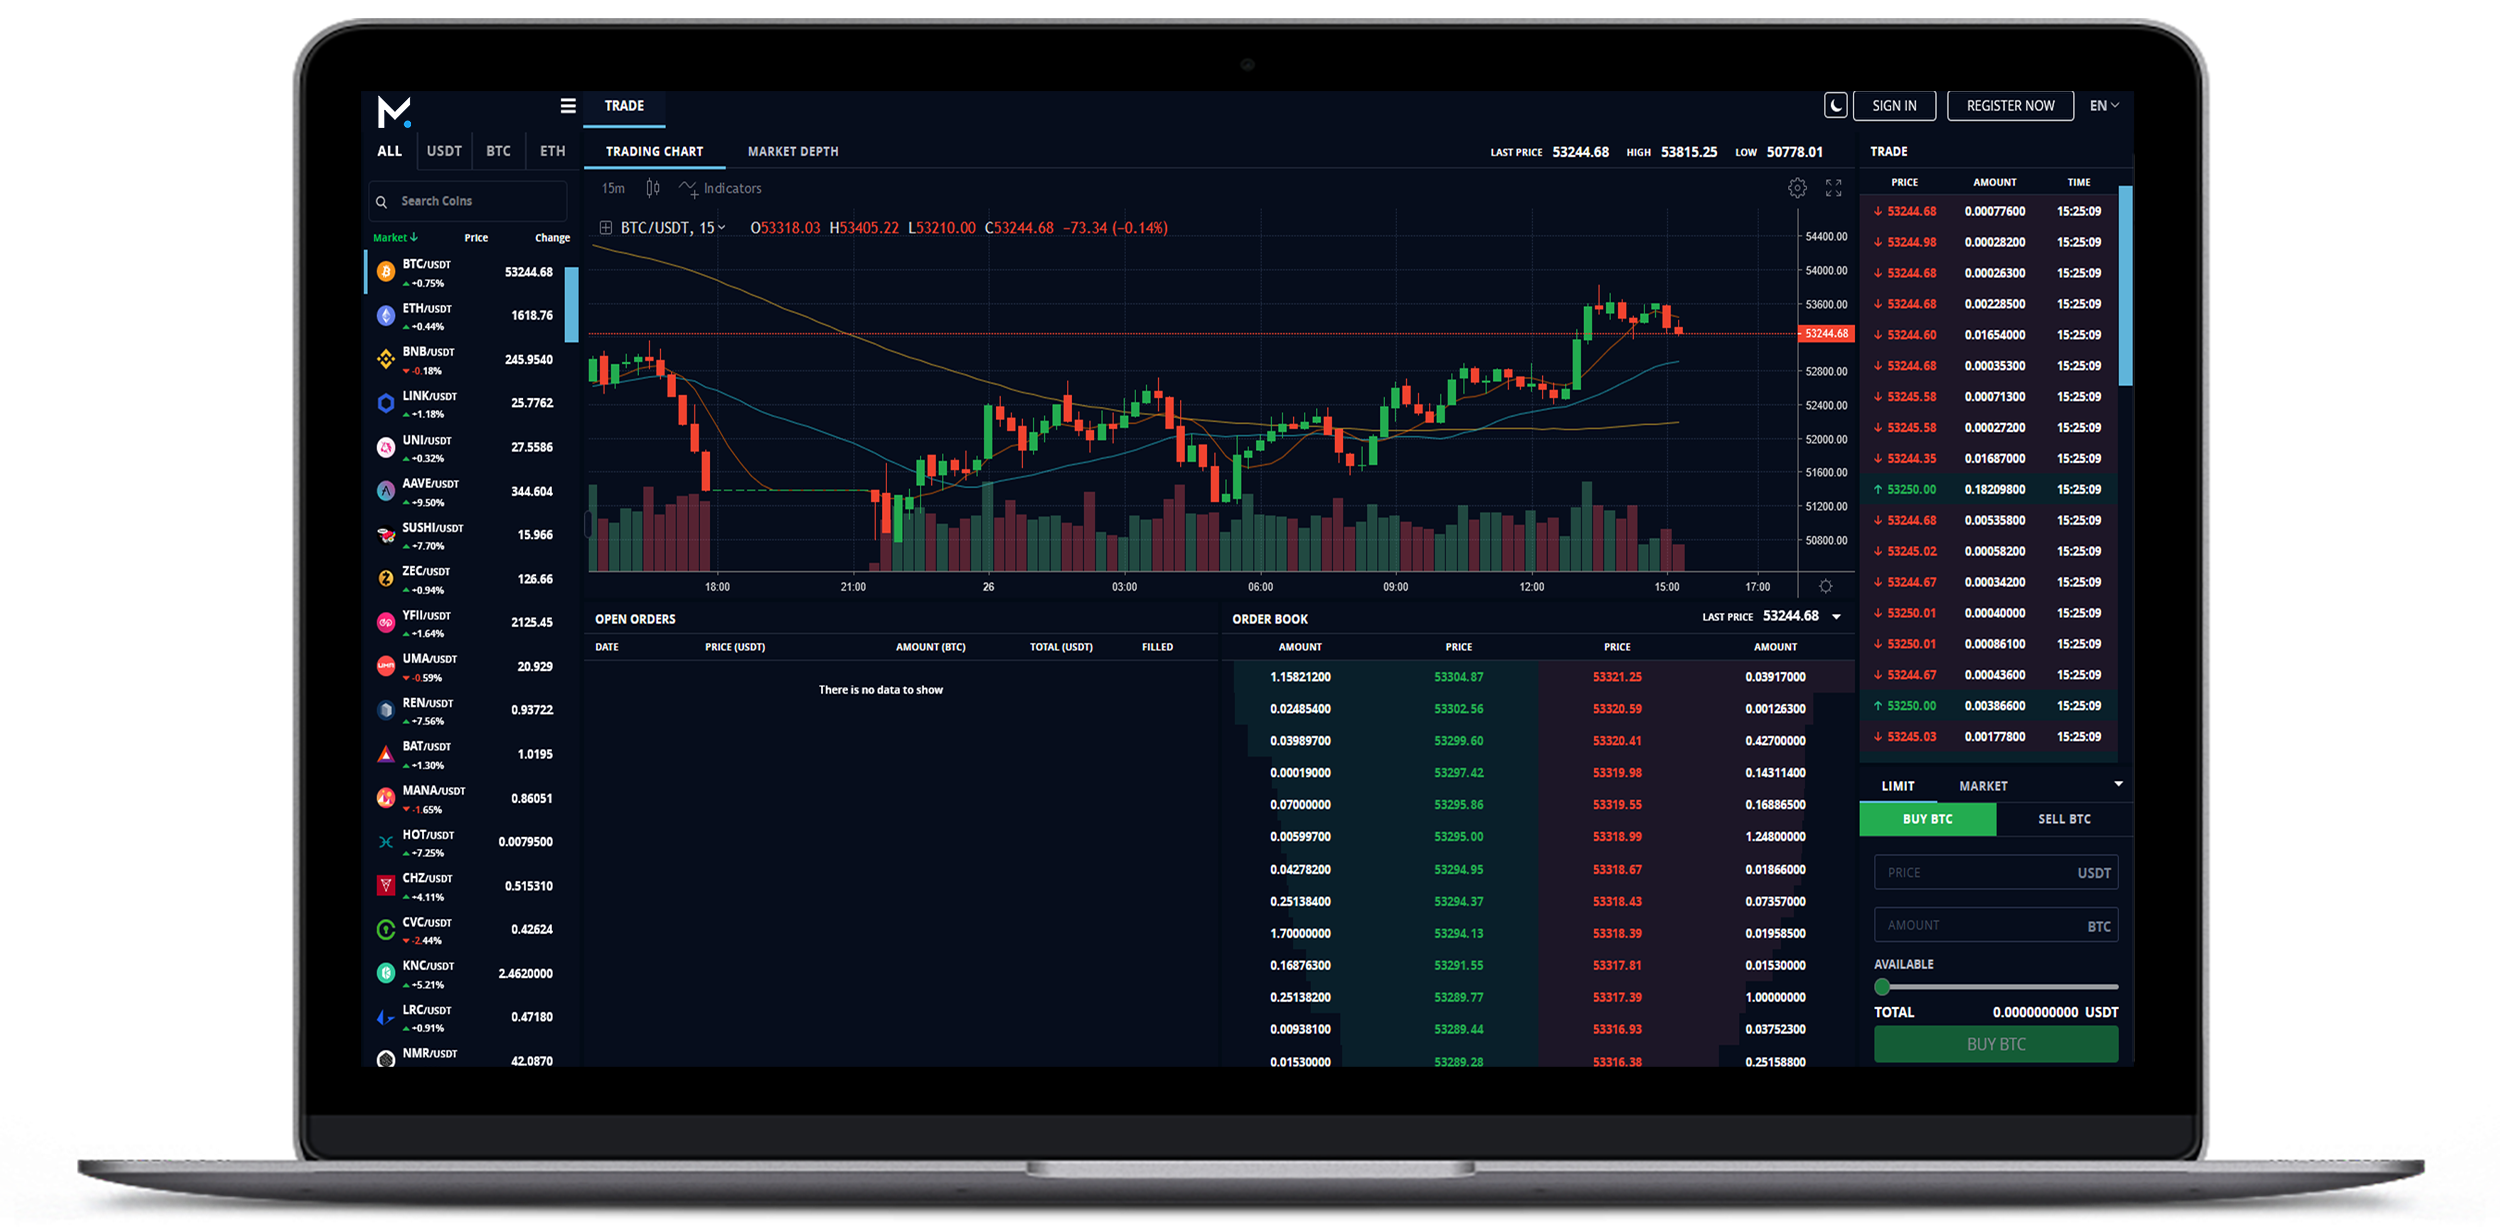 TRADE
SIGN IN
REGISTER NOW
EN
ALL USDT BTC ETH
Search Coins
Market Price Change
BTC/USDT 53244.68
+0.75%
ETH/USDT 1618.76
+0.44%
BNB/USDT 245.9540
-0.18%
LINK/USDT 25.7762
+1.18%
UNI/USDT 27.5586
+0.32%
AAVE/USDT 344.604
+9.50%
SUSHI/USDT 15.966
+7.70%
ZEC/USDT 126.66
+0.94%
YFII/USDT 2125.45
+1.64%
UMA/USDT 20.929
-0.59%
REN/USDT 0.93722
+7.56%
BAT/USDT 1.0195
+1.30%
MANA/USDT 0.86051
-1.65%
HOT/USDT 0.0079500
+7.25%
CHZ/USDT 0.515310
+4.11%
CVC/USDT 0.42624
-2.44%
KNC/USDT 2.4620000
+5.21%
LRC/USDT 0.47180
+0.91%
NMR/USDT 42.0870
TRADING CHART MARKET DEPTH
LAST PRICE 53244.68 HIGH 53815.25 LOW 50778.01
15m Indicators
BTC/USDT, 15 O53318.03 H53405.22 L53210.00 C53244.68 −73.34 (−0.14%)
54400.00
54000.00
53600.00
53244.68
52800.00
52400.00
52000.00
51600.00
51200.00
50800.00
18:00 21:00 26 03:00 06:00 09:00 12:00 15:00 17:00
OPEN ORDERS
DATE PRICE (USDT) AMOUNT (BTC) TOTAL (USDT) FILLED
There is no data to show
ORDER BOOK LAST PRICE 53244.68
AMOUNT PRICE PRICE AMOUNT
1.15821200 53304.87 53321.25 0.03917000
0.02485400 53302.56 53320.59 0.00126300
0.03989700 53299.60 53320.41 0.42700000
0.00019000 53297.42 53319.98 0.14311400
0.07000000 53295.86 53319.55 0.16886500
0.00599700 53295.00 53318.99 1.24800000
0.04278200 53294.95 53318.67 0.01866000
0.25138400 53294.37 53318.43 0.07357000
1.70000000 53294.13 53318.39 0.01958500
0.16876300 53291.55 53317.81 0.01530000
0.25138200 53289.77 53317.39 1.00000000
0.00938100 53289.44 53316.93 0.03752300
0.01530000 53289.28 53316.38 0.25158800
TRADE
PRICE AMOUNT TIME
53244.68 0.00077600 15:25:09
53244.98 0.00028200 15:25:09
53244.68 0.00026300 15:25:09
53244.68 0.00228500 15:25:09
53244.60 0.01654000 15:25:09
53244.68 0.00035300 15:25:09
53245.58 0.00071300 15:25:09
53245.58 0.00027200 15:25:09
53244.35 0.01687000 15:25:09
53250.00 0.18209800 15:25:09
53244.68 0.00535800 15:25:09
53245.02 0.00058200 15:25:09
53244.67 0.00034200 15:25:09
53250.01 0.00040000 15:25:09
53250.01 0.00086100 15:25:09
53244.67 0.00043600 15:25:09
53250.00 0.00386600 15:25:09
53245.03 0.00177800 15:25:09
LIMIT MARKET
BUY BTC SELL BTC
PRICE USDT
AMOUNT BTC
AVAILABLE
TOTAL 0.0000000000 USDT
BUY BTC